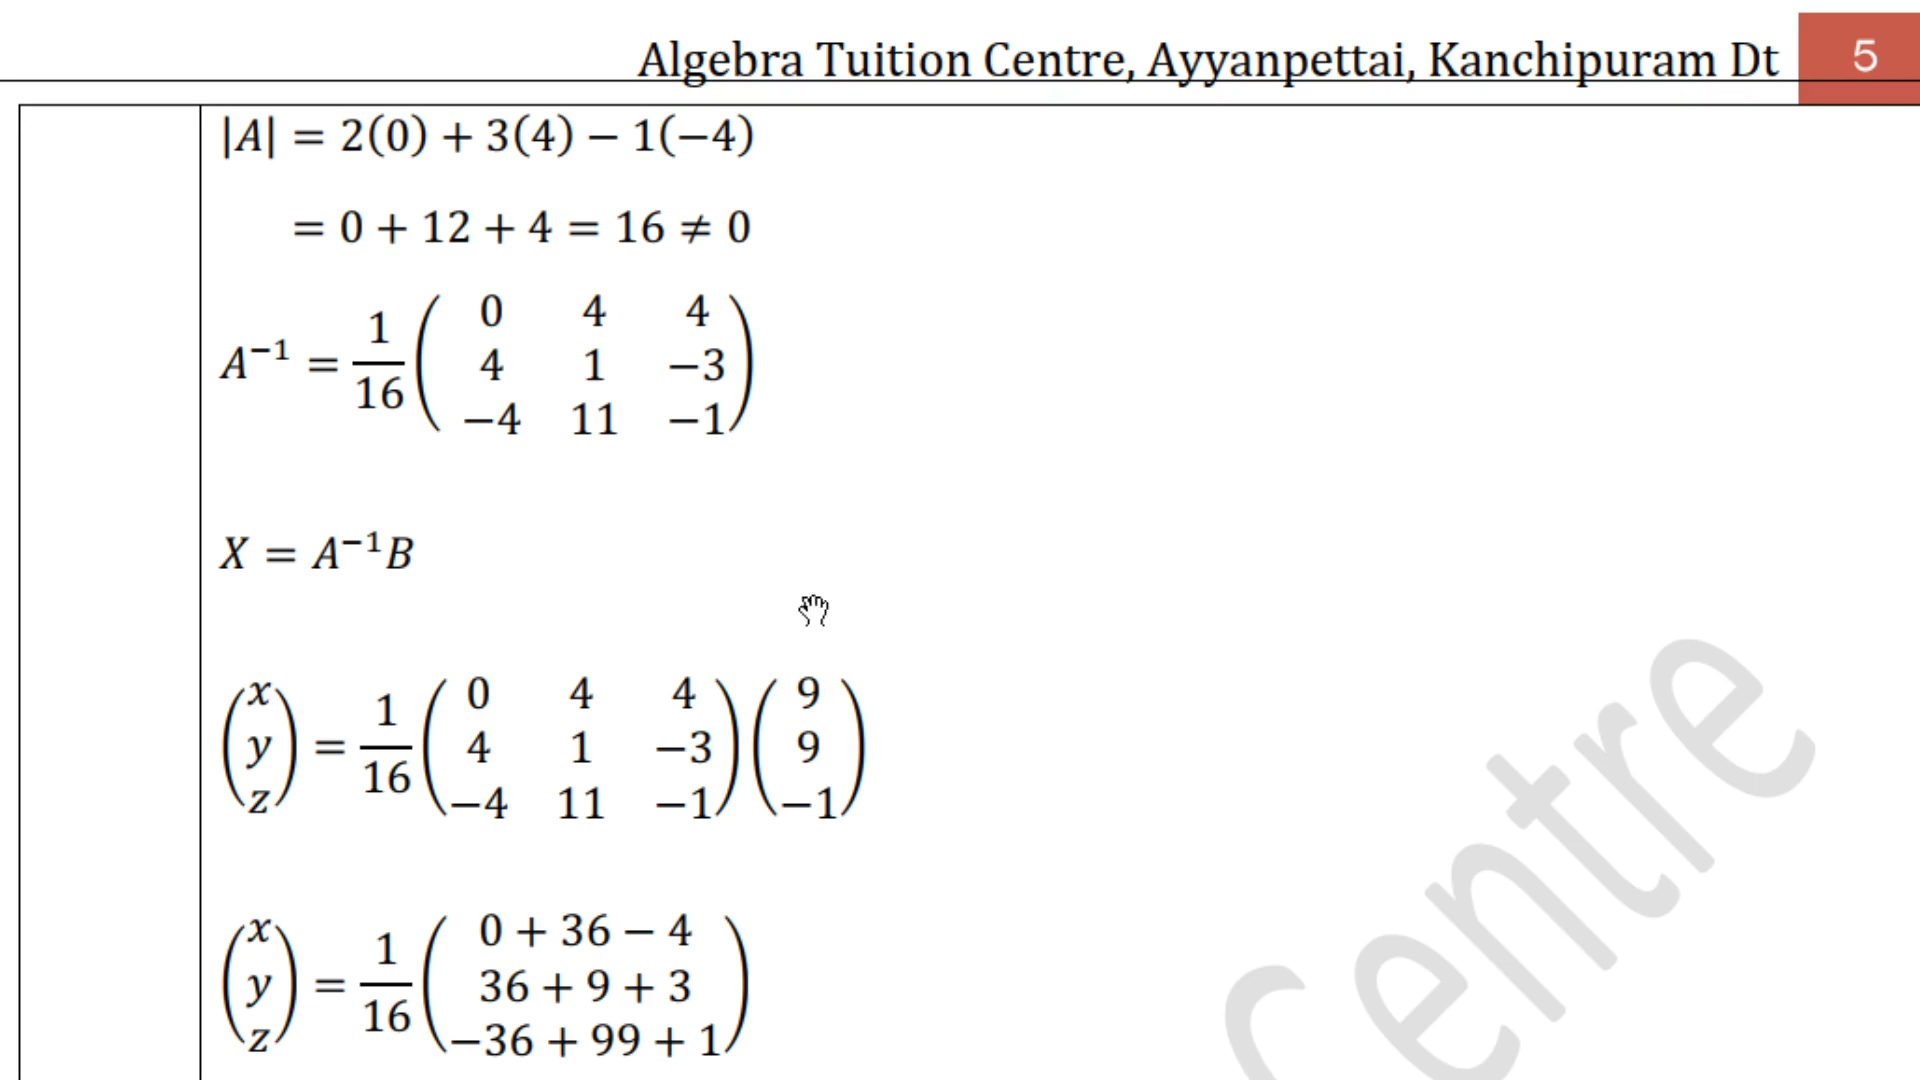 Algebra Tuition Centre, Ayyanpettai, Kanchipuram Dt 5
|A| = 2(0) + 3(4) − 1(−4)
= 0 + 12 + 4 = 16 ≠ 0
A⁻¹ = 1/16 ( 0 4 4
4 1 −3
−4 11 −1 )
X = A⁻¹B
( x y z ) = 1/16 ( 0 4 4
4 1 −3
−4 11 −1 ) ( 9 9 −1 )
( x y z ) = 1/16 ( 0 + 36 − 4
36 + 9 + 3
−36 + 99 + 1 )
Centre